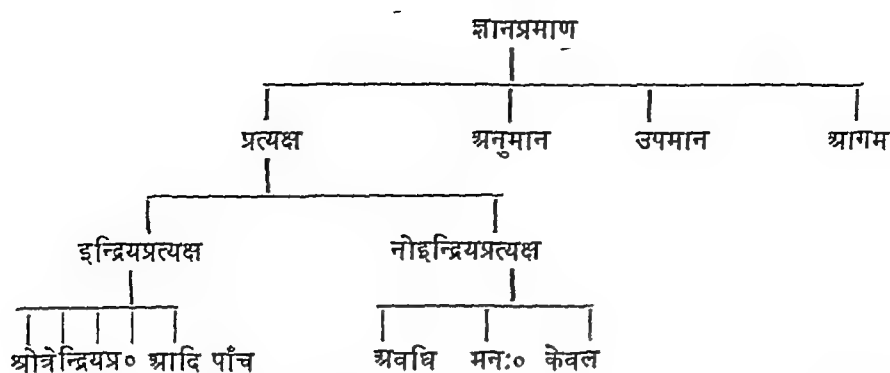 ज्ञानप्रमाण
प्रत्यक्ष अनुमान उपमान आगम
इन्द्रियप्रत्यक्ष नोइन्द्रियप्रत्यक्ष
श्रोत्रेन्द्रियप्र० आदि पाँच अवधि मनः० केवल